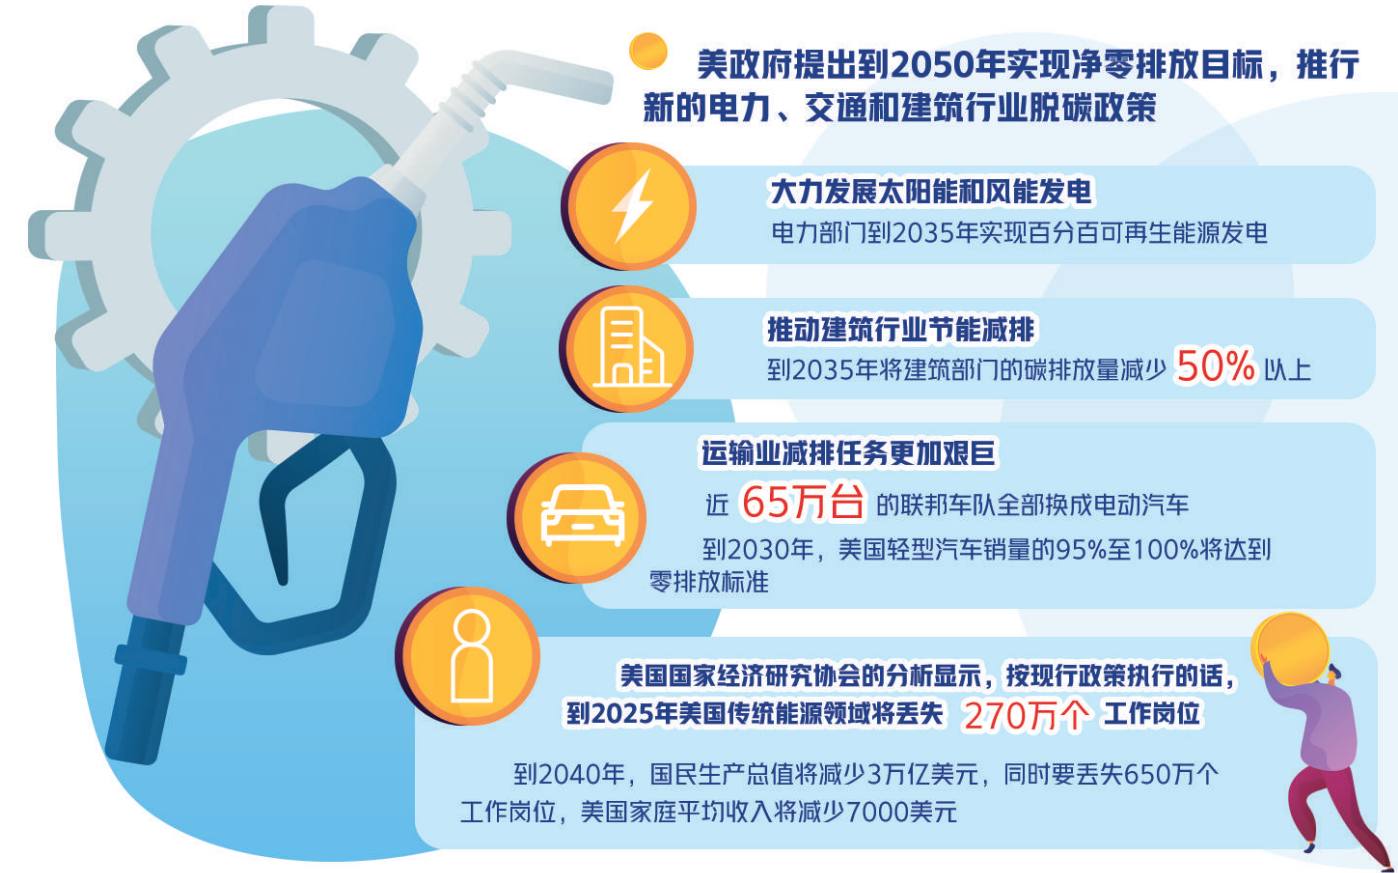 美政府提出到2050年实现净零排放目标，推行
新的电力、交通和建筑行业脱碳政策
大力发展太阳能和风能发电
电力部门到2035年实现百分百可再生能源发电
推动建筑行业节能减排
到2035年将建筑部门的碳排放量减少 50% 以上
运输业减排任务更加艰巨
近 65万台 的联邦车队全部换成电动汽车
到2030年，美国轻型汽车销量的95%至100%将达到
零排放标准
美国国家经济研究协会的分析显示，按现行政策执行的话，
到2025年美国传统能源领域将丢失 270万个 工作岗位
到2040年，国民生产总值将减少3万亿美元，同时要丢失650万个
工作岗位，美国家庭平均收入将减少7000美元